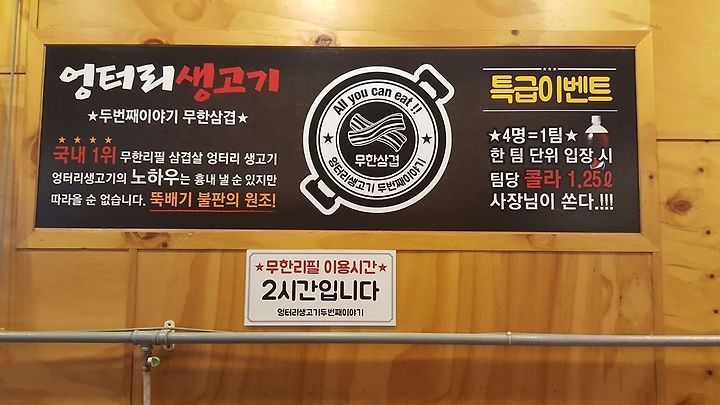 엉터리생고기
★두번째이야기 무한삼겹★
★★★★
국내 1위 무한리필 삼겹살 엉터리 생고기
엉터리생고기의 노하우는 흉내 낼 순 있지만
따라올 순 없습니다. 뚝배기 불판의 원조!
All you can eat !!
무한삼겹
엉터리생고기 두번째이야기
★★★
특급이벤트
★4명=1팀★
한 팀 단위 입장 시
팀당 콜라 1.25ℓ
사장님이 쏜다.!!!
★무한리필 이용시간★
2시간입니다
엉터리생고기두번째이야기